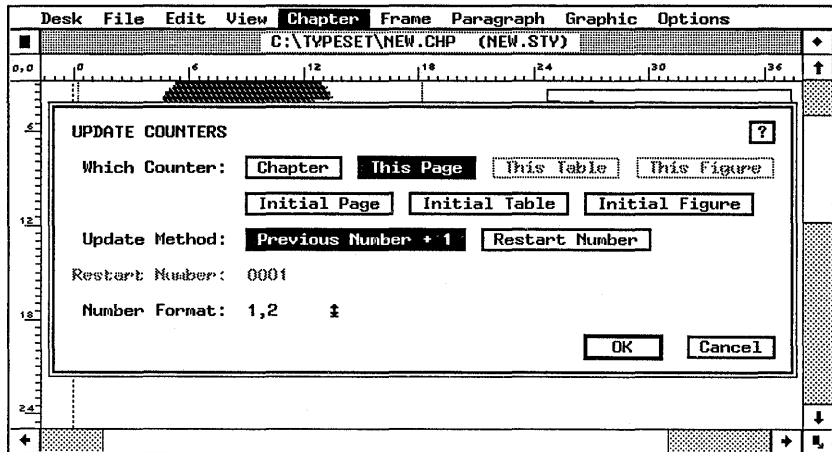 Desk File Edit View Chapter Frame Paragraph Graphic Options
C:\TYPESET\NEW.CHP (NEW.STY)
0,0 0 6 12 18 24 30 36
6
UPDATE COUNTERS ?
Which Counter: Chapter This Page This Table This Figure
Initial Page Initial Table Initial Figure
12
Update Method: Previous Number + 1 Restart Number
Restart Number: 0001
Number Format: 1,2
18
OK Cancel
24